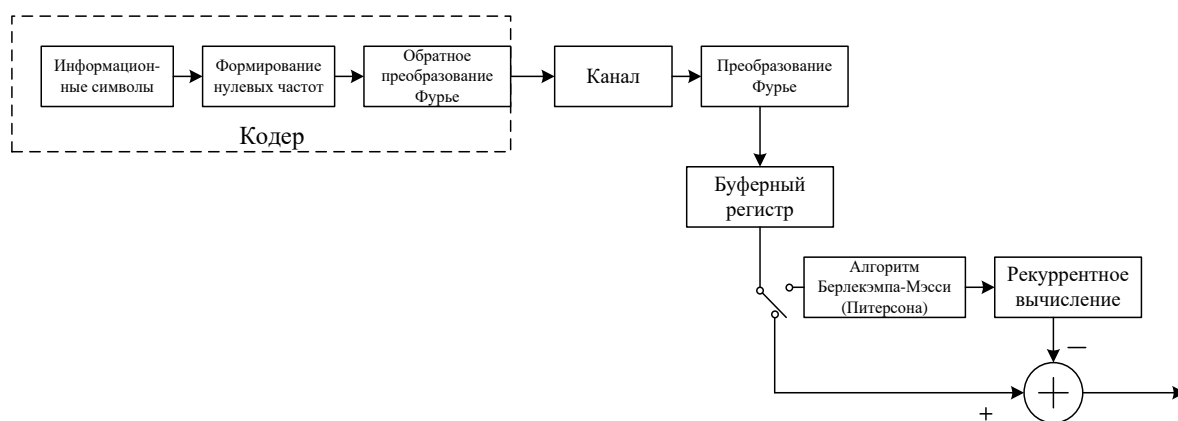 Информацион-
ные символы
Формирование
нулевых частот
Обратное
преобразование
Фурье
Канал
Преобразование
Фурье
Кодер
Буферный
регистр
Алгоритм
Берлекэмпа-Мэсси
(Питерсона)
Рекуррентное
вычисление
−
+
+